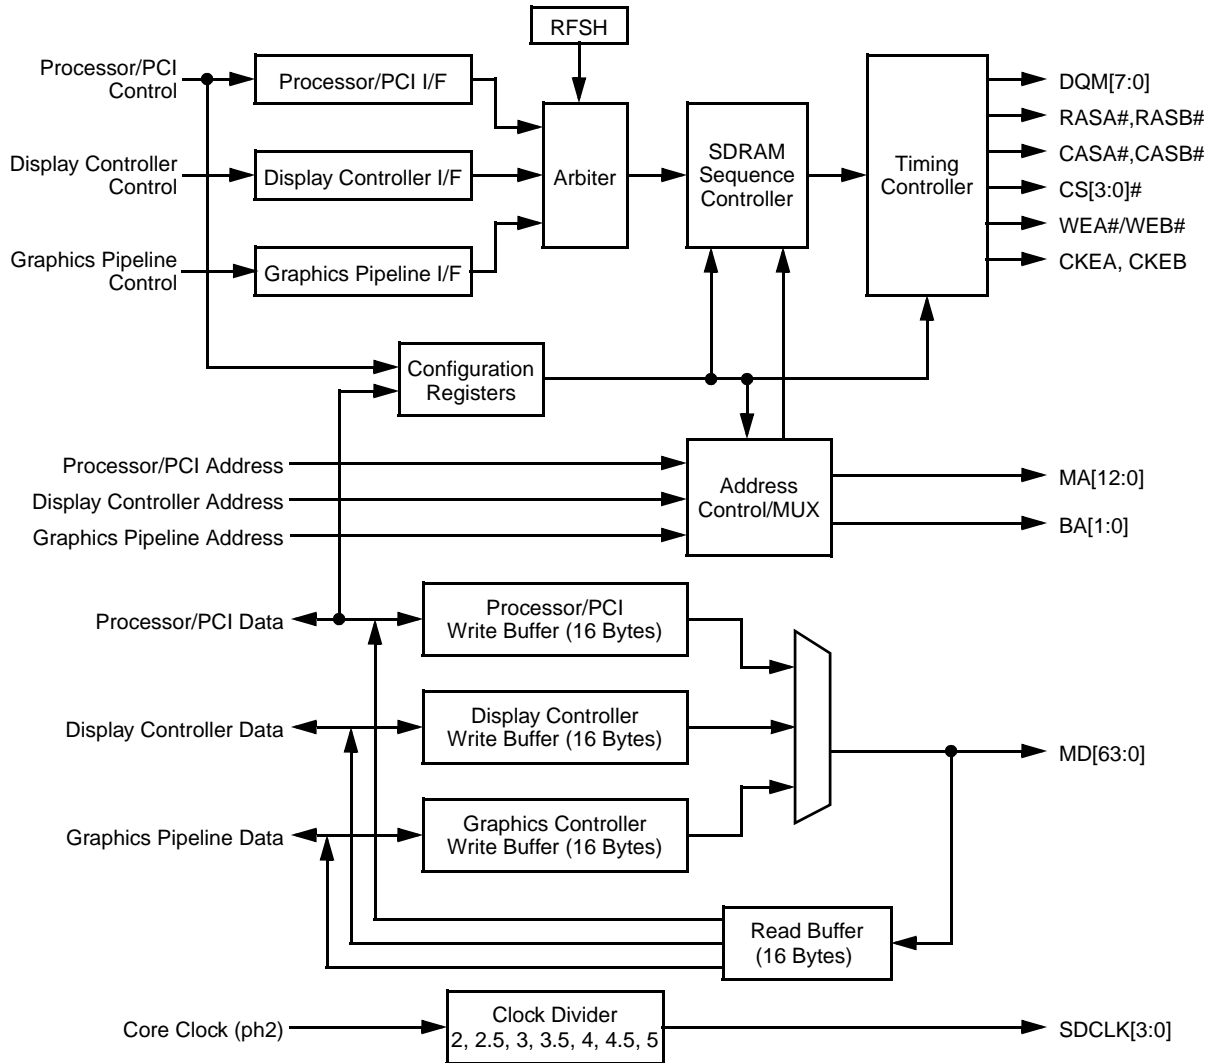 RFSH
Processor/PCI
Control
Processor/PCI I/F
DQM[7:0]
RASA#,RASB#
Display Controller
Control
Display Controller I/F
Arbiter
SDRAM
Sequence
Controller
Timing
Controller
CASA#,CASB#
CS[3:0]#
WEA#/WEB#
Graphics Pipeline
Control
Graphics Pipeline I/F
CKEA, CKEB
Configuration
Registers
Processor/PCI Address
Display Controller Address
Graphics Pipeline Address
Address
Control/MUX
MA[12:0]
BA[1:0]
Processor/PCI Data
Processor/PCI
Write Buffer (16 Bytes)
Display Controller Data
Display Controller
Write Buffer (16 Bytes)
MD[63:0]
Graphics Pipeline Data
Graphics Controller
Write Buffer (16 Bytes)
Read Buffer
(16 Bytes)
Core Clock (ph2)
Clock Divider
2, 2.5, 3, 3.5, 4, 4.5, 5
SDCLK[3:0]